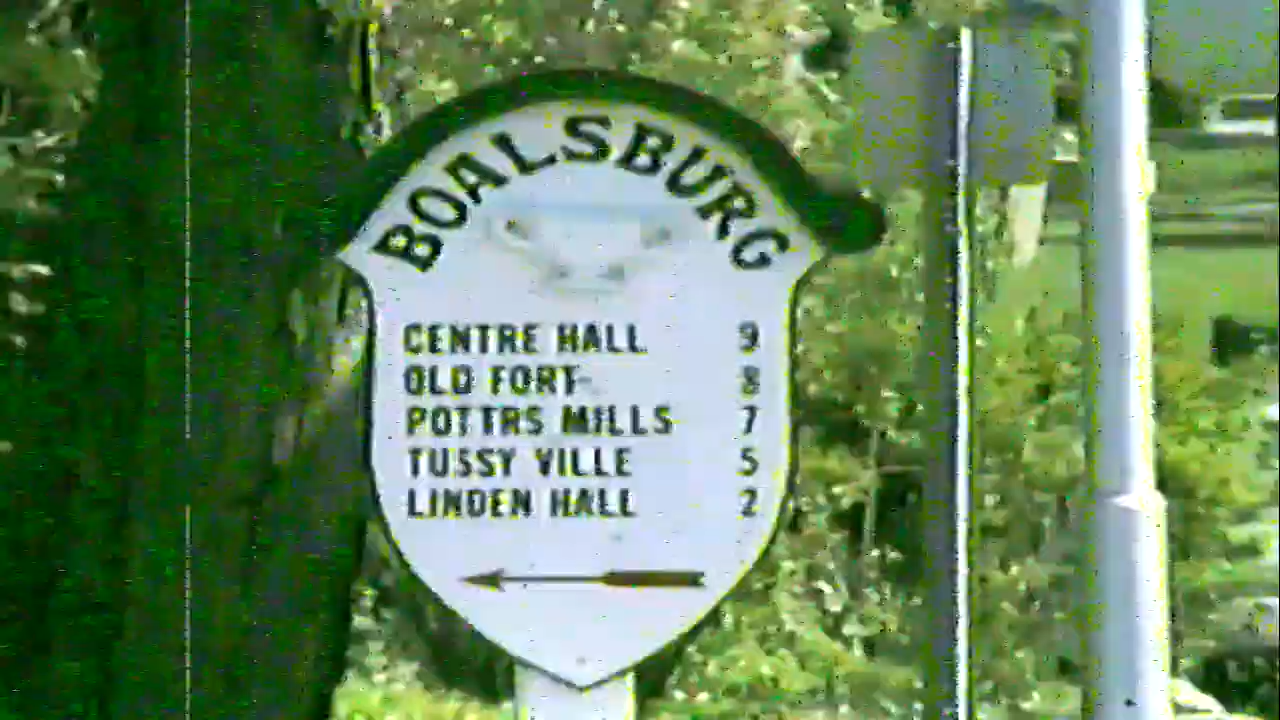 BOALSBURG
CENTRE HALL 9
OLD FORT 8
POTTRS MILLS 7
TUSSY VILLE 5
LINDEN HALL 2